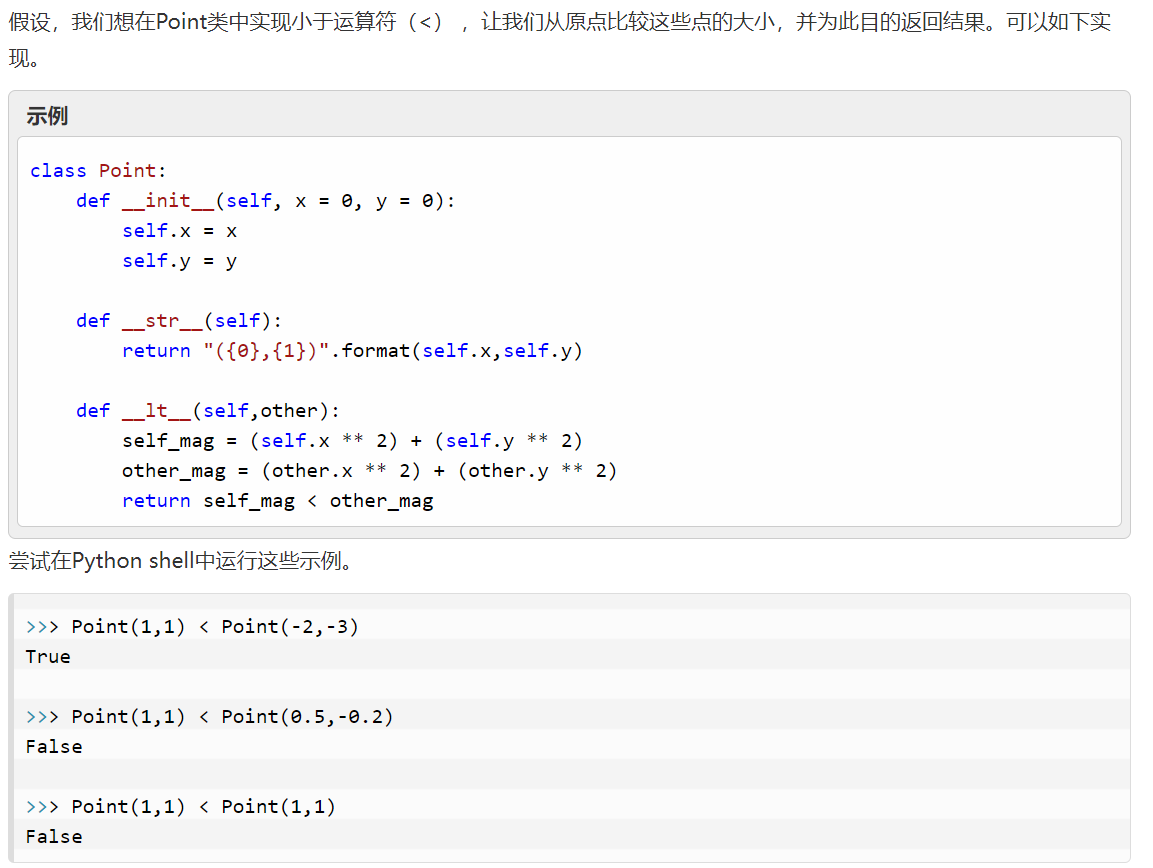 假设，我们想在Point类中实现小于运算符（<） ，让我们从原点比较这些点的大小，并为此目的返回结果。可以如下实
现。
示例
class Point:
    def __init__(self, x = 0, y = 0):
        self.x = x
        self.y = y
    def __str__(self):
        return "({0},{1})".format(self.x,self.y)
    def __lt__(self,other):
        self_mag = (self.x ** 2) + (self.y ** 2)
        other_mag = (other.x ** 2) + (other.y ** 2)
        return self_mag < other_mag
尝试在Python shell中运行这些示例。
>>> Point(1,1) < Point(-2,-3)
True
>>> Point(1,1) < Point(0.5,-0.2)
False
>>> Point(1,1) < Point(1,1)
False